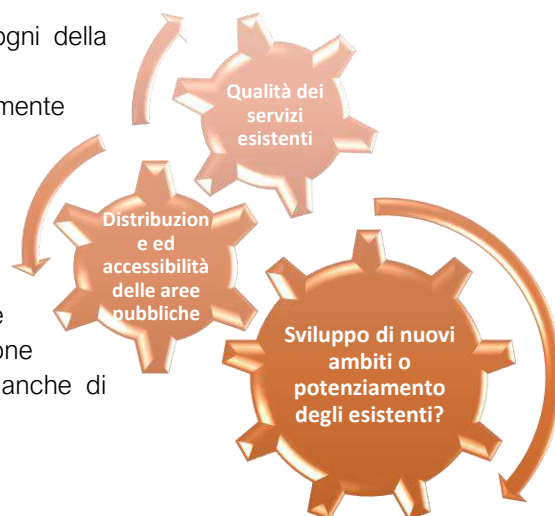 ogni della
mente
e
one
anche di
Qualità dei
servizi
esistenti
Distribuzion
e ed
accessibilità
delle aree
pubbliche
Sviluppo di nuovi
ambiti o
potenziamento
degli esistenti?